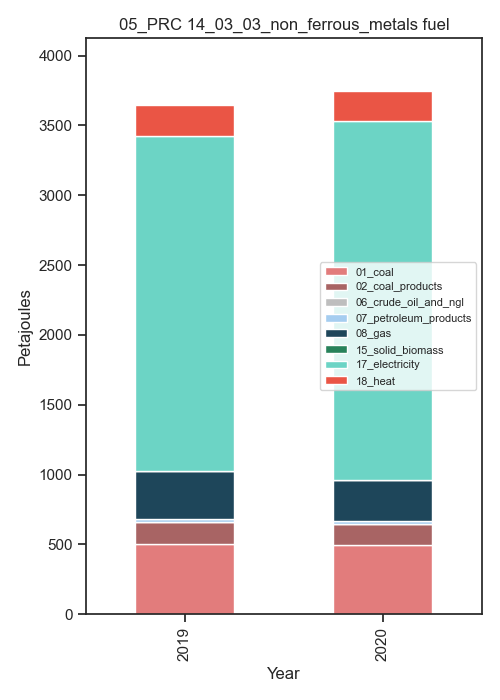 05_PRC 14_03_03_non_ferrous_metals fuel
4000
3500
3000
2500
2000
1500
1000
500
0
Petajoules
01_coal
02_coal_products
06_crude_oil_and_ngl
07_petroleum_products
08_gas
15_solid_biomass
17_electricity
18_heat
2019
2020
Year